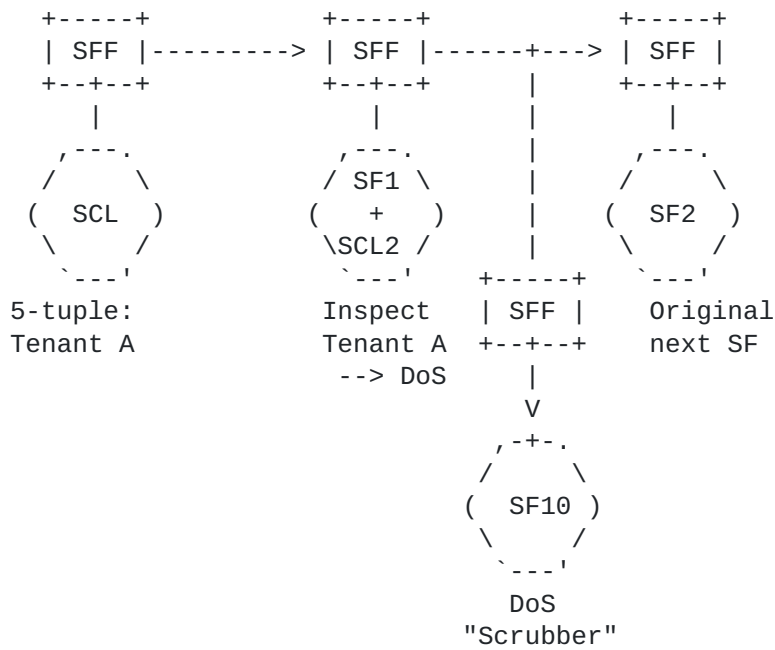 +-----+                 +-----+            +-----+
| SFF |---------> | SFF |------+---> | SFF |
+--+--+                 +--+--+      |     +--+--+
|                 |         |        |
,---.             ,---.       |      ,---.
/     \           / SF1 \      |     /     \
(  SCL  )         (   +   )     |    (  SF2  )
\     /           \SCL2 /      |     \     /
`---'             `---'    +-----+   `---'
5-tuple:            Inspect   | SFF |    Original
Tenant A            Tenant A  +--+--+    next SF
--> DoS      |
V
,-+-.
/     \
(  SF10 )
\     /
`---'
DoS
"Scrubber"